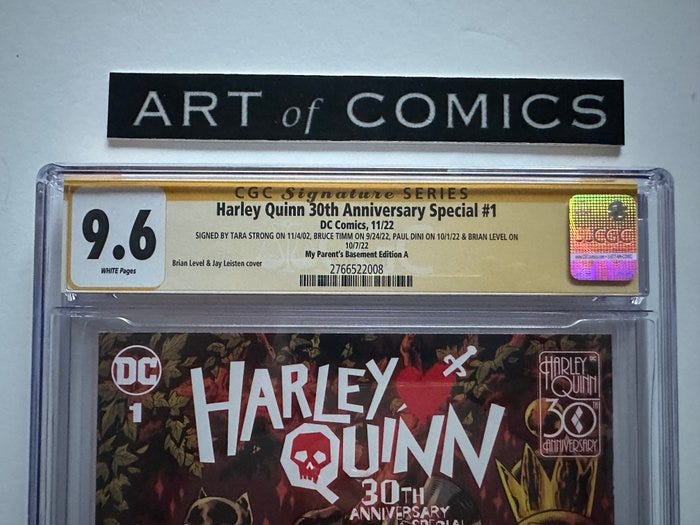 ART of COMICS
CGC Signature SERIES
9.6
WHITE Pages
Harley Quinn 30th Anniversary Special #1
DC Comics, 11/22
SIGNED BY TARA STRONG ON 11/4/02, BRUCE TIMM ON 9/24/22, PAUL DINI ON 10/1/22 & BRIAN LEVEL ON
10/7/22
My Parent's Basement Edition A
Brian Level & Jay Leisten cover
2766522008
CGC
DC
1
HARLEY
QUINN
30TH
ANNIVERSARY
SPECIAL
HARLEY
QUINN
30TH
ANNIVERSARY